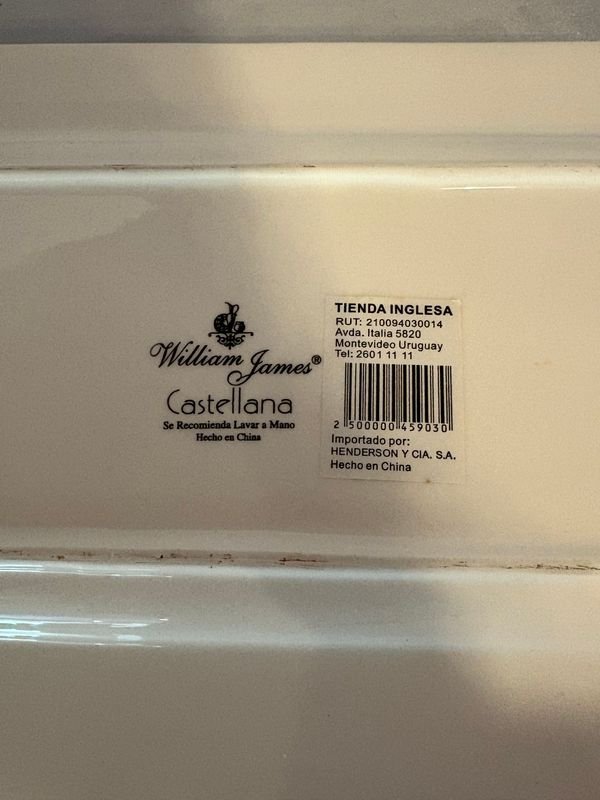 William James®
Castellana
Se Recomienda Lavar a Mano
Hecho en China
TIENDA INGLESA
RUT: 210094030014
Avda. Italia 5820
Montevideo Uruguay
Tel: 2601 11 11
2 500000 459030
Importado por:
HENDERSON Y CIA. S.A.
Hecho en China